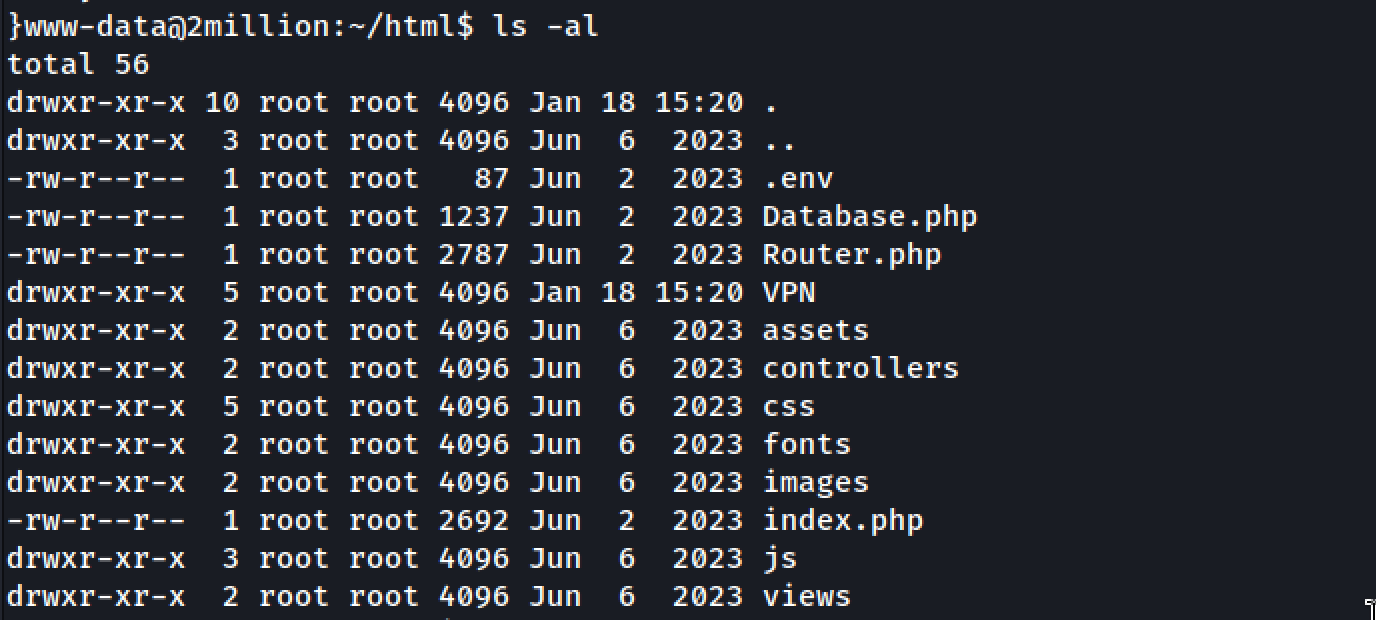 }www-data@2million:~/html$ ls -al
total 56
drwxr-xr-x 10 root root 4096 Jan 18 15:20 .
drwxr-xr-x  3 root root 4096 Jun  6  2023 ..
-rw-r--r--  1 root root   87 Jun  2  2023 .env
-rw-r--r--  1 root root 1237 Jun  2  2023 Database.php
-rw-r--r--  1 root root 2787 Jun  2  2023 Router.php
drwxr-xr-x  5 root root 4096 Jan 18 15:20 VPN
drwxr-xr-x  2 root root 4096 Jun  6  2023 assets
drwxr-xr-x  2 root root 4096 Jun  6  2023 controllers
drwxr-xr-x  5 root root 4096 Jun  6  2023 css
drwxr-xr-x  2 root root 4096 Jun  6  2023 fonts
drwxr-xr-x  2 root root 4096 Jun  6  2023 images
-rw-r--r--  1 root root 2692 Jun  2  2023 index.php
drwxr-xr-x  3 root root 4096 Jun  6  2023 js
drwxr-xr-x  2 root root 4096 Jun  6  2023 views